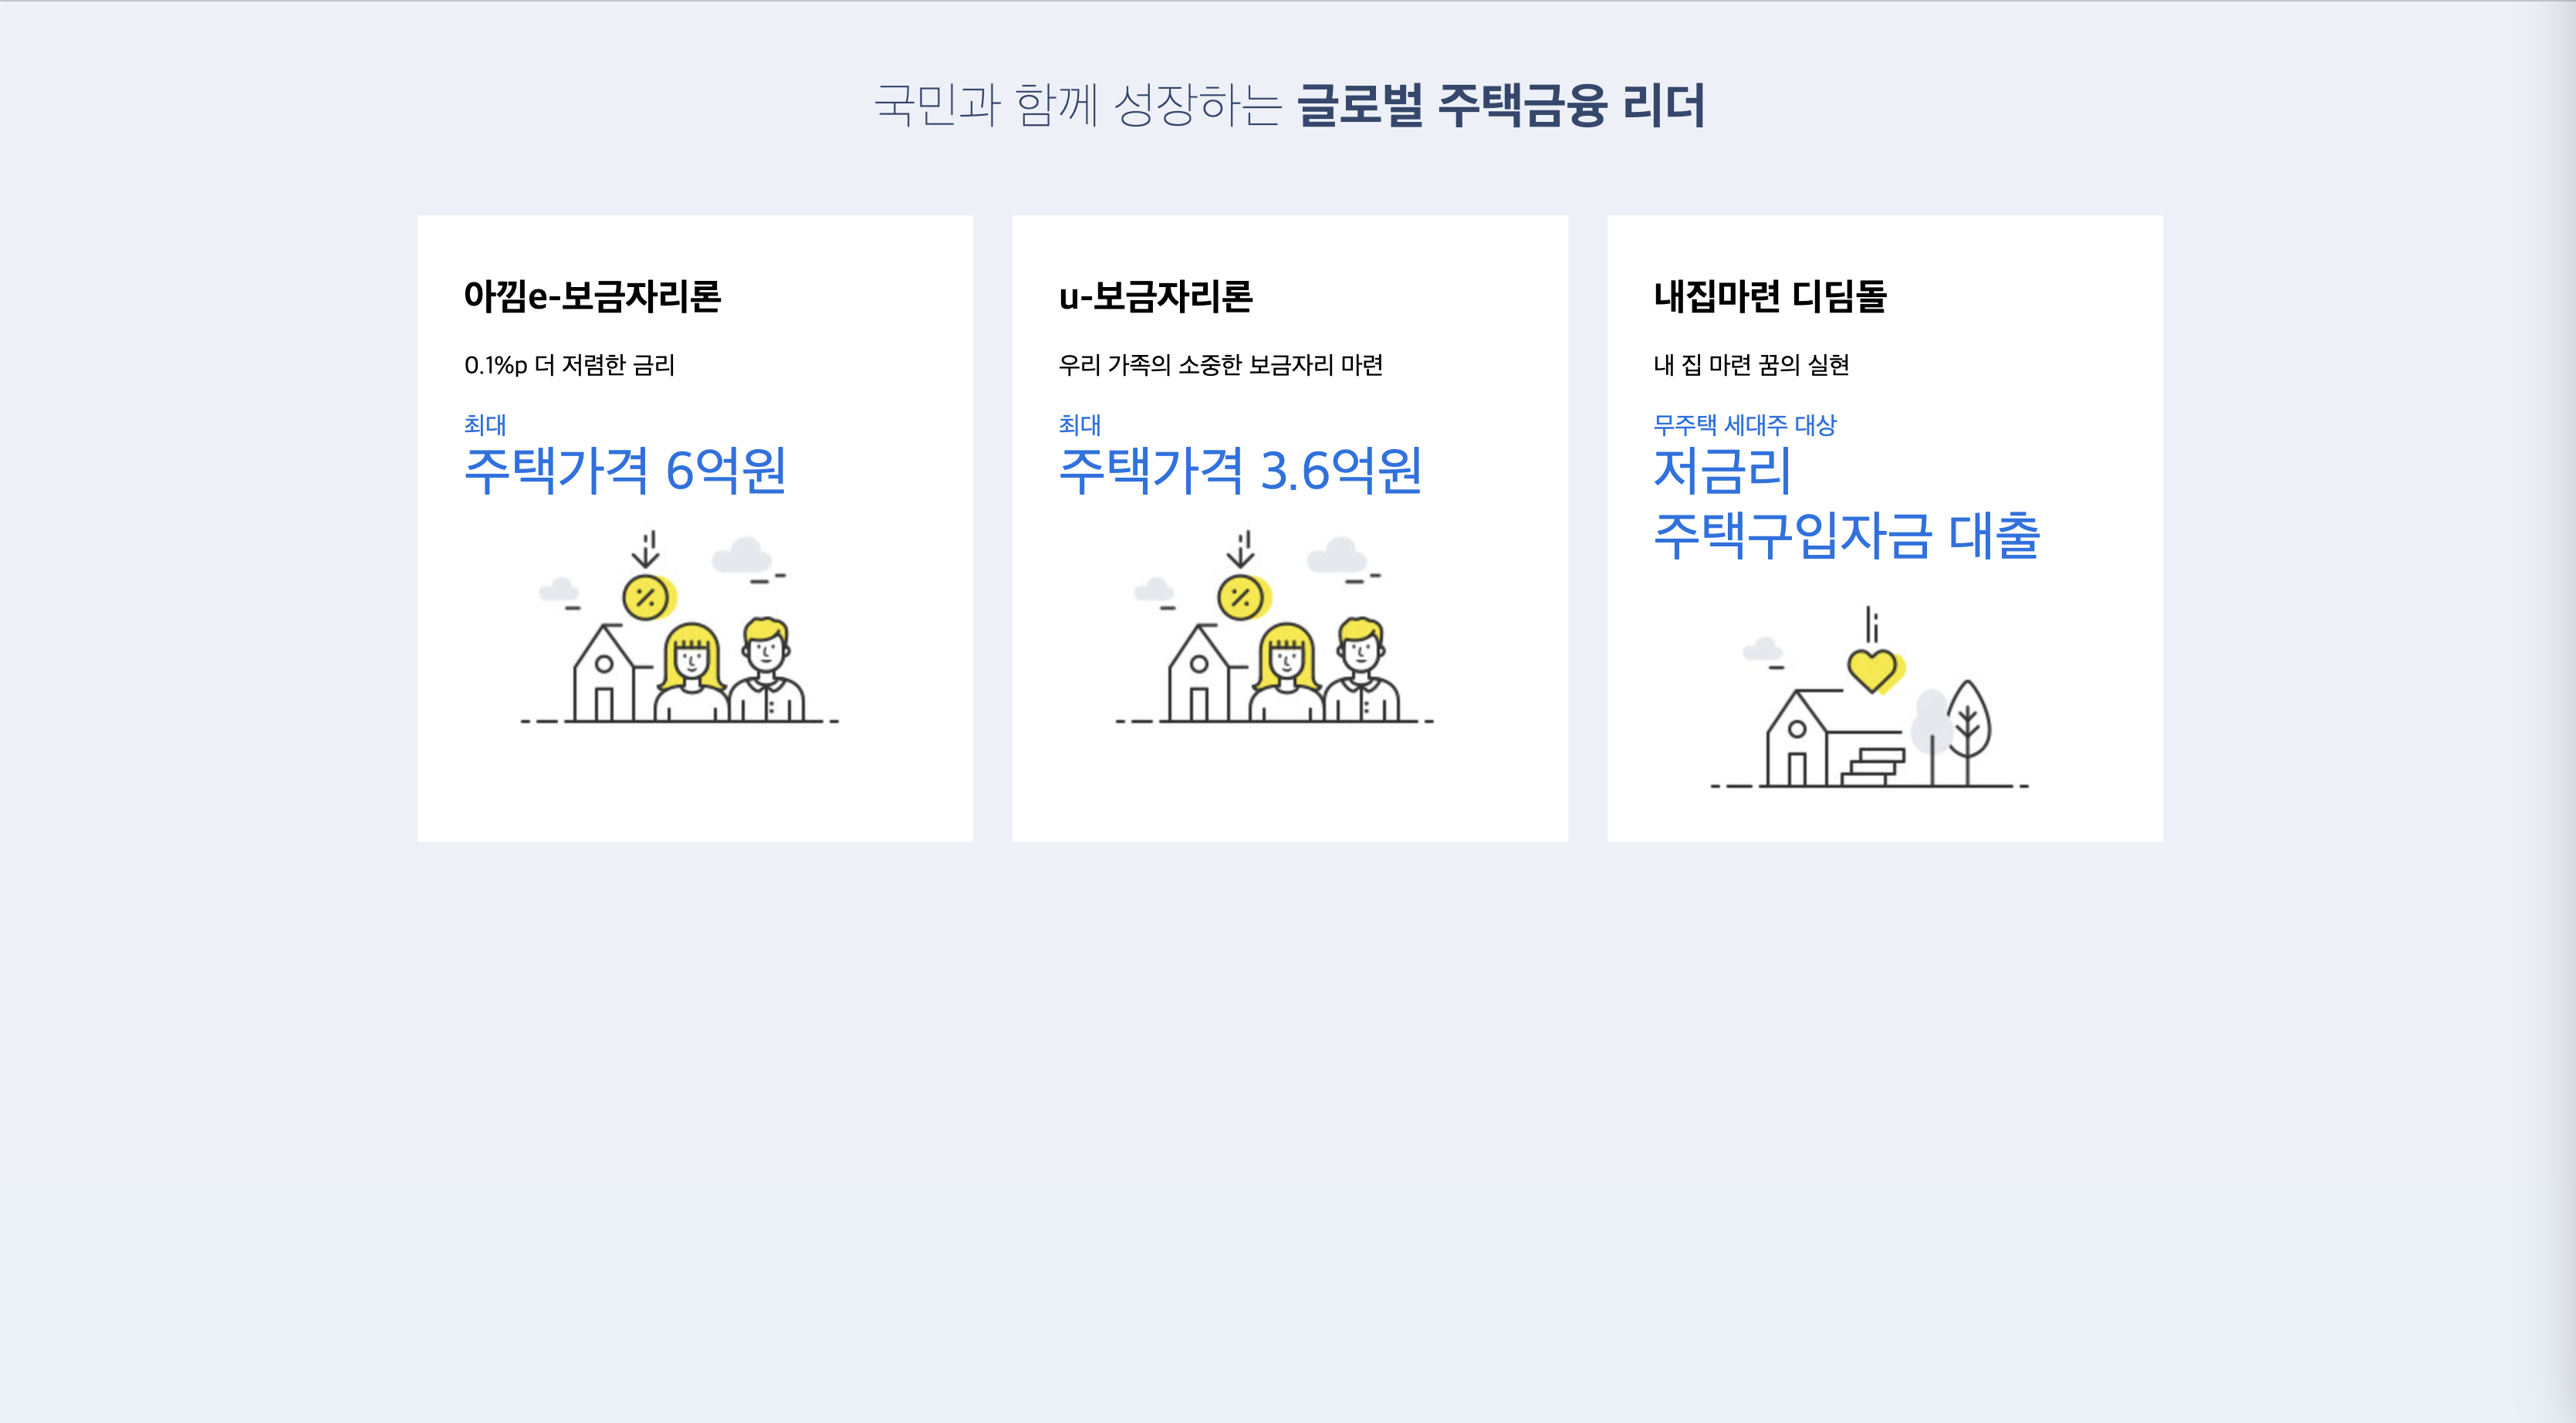 국민과 함께 성장하는 글로벌 주택금융 리더
아낌e-보금자리론
0.1%p 더 저렴한 금리
최대
주택가격 6억원
u-보금자리론
우리 가족의 소중한 보금자리 마련
최대
주택가격 3.6억원
내집마련 디딤돌
내 집 마련 꿈의 실현
무주택 세대주 대상
저금리
주택구입자금 대출